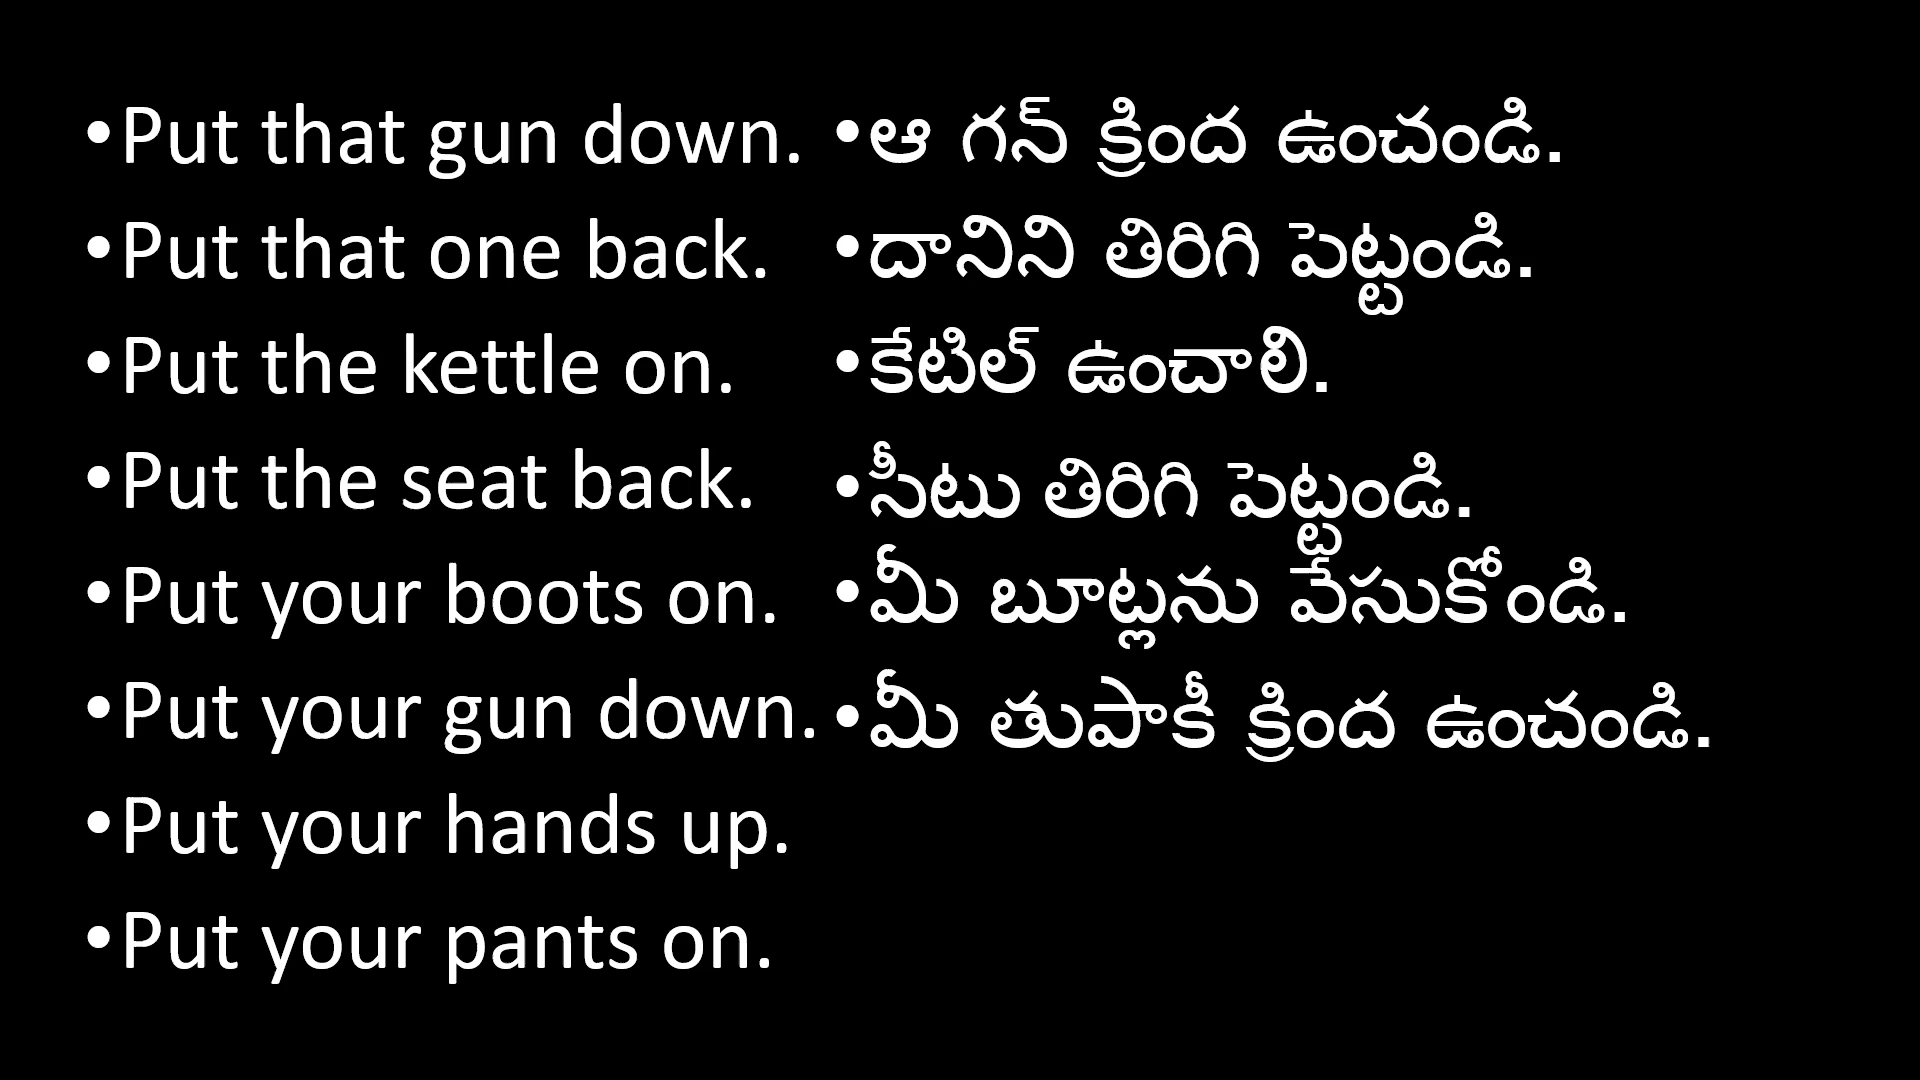 •Put that gun down.
•Put that one back.
•Put the kettle on.
•Put the seat back.
•Put your boots on.
•Put your gun down.
•Put your hands up.
•Put your pants on.
•ఆ గన్ క్రింద ఉంచండి.
•దానిని తిరిగి పెట్టండి.
•కేటిల్ ఉంచాలి.
•సీటు తిరిగి పెట్టండి.
•మీ బూట్లను వేసుకోండి.
•మీ తుపాకీ క్రింద ఉంచండి.